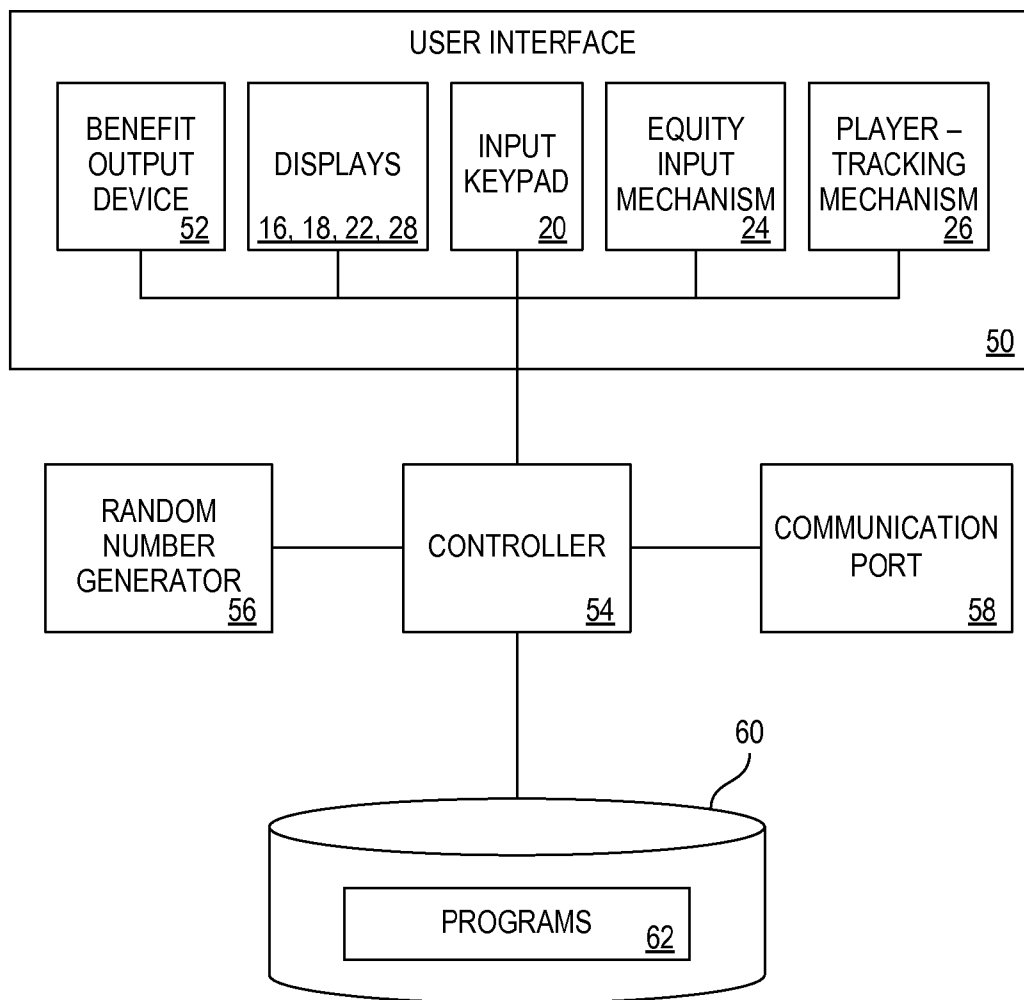 USER INTERFACE
BENEFIT
OUTPUT
DEVICE
52
DISPLAYS
16, 18, 22, 28
INPUT
KEYPAD
20
EQUITY
INPUT
MECHANISM
24
PLAYER –
TRACKING
MECHANISM
26
50
RANDOM
NUMBER
GENERATOR
56
CONTROLLER
54
COMMUNICATION
PORT
58
60
PROGRAMS
62